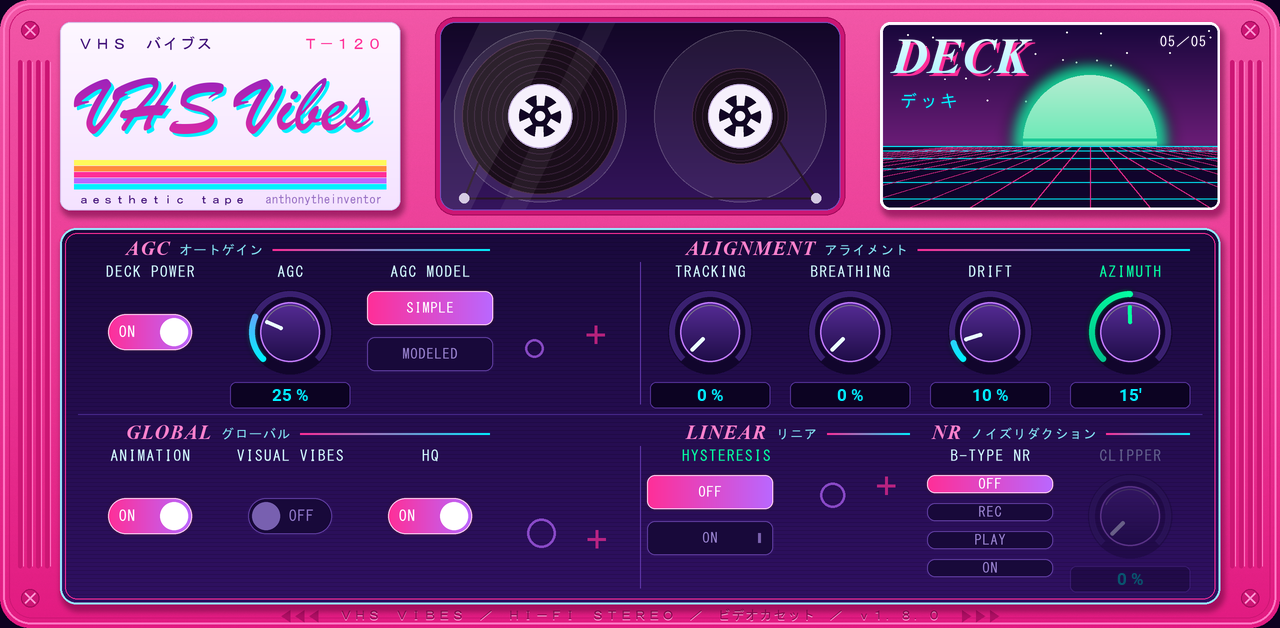 VHS バイブス T－120
VHS Vibes
aesthetic tape anthonytheinventor
DECK
デッキ
05／05
AGC オートゲイン
DECK POWER AGC AGC MODEL
ON
SIMPLE
MODELED
25 %
ALIGNMENT アライメント
TRACKING BREATHING DRIFT AZIMUTH
0 % 0 % 10 % 15'
GLOBAL グローバル
ANIMATION VISUAL VIBES HQ
ON OFF ON
LINEAR リニア
HYSTERESIS
OFF
ON
NR ノイズリダクション
B-TYPE NR CLIPPER
OFF
REC
PLAY
ON
0 %
VHS VIBES ／ HI－FI STEREO ／ ビデオカセット ／ v1.8.0